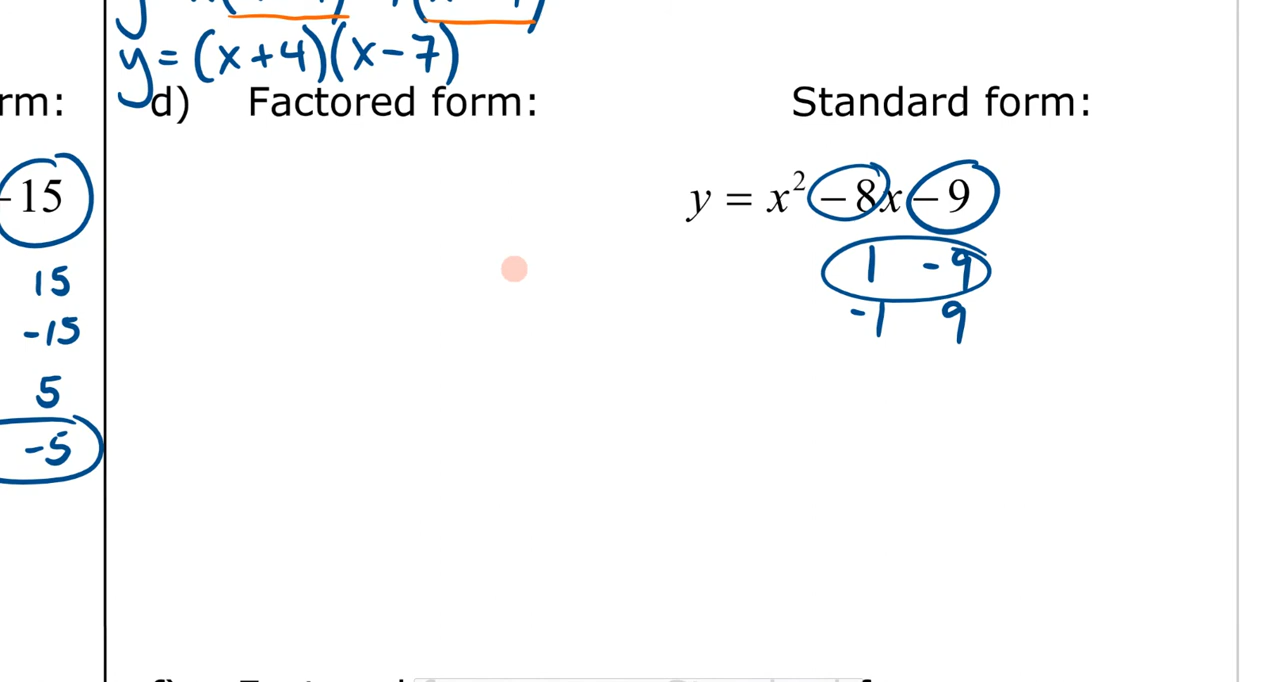 y = (x+4)(x-7)
rm:
d) Factored form:
Standard form:
-15
y = x² - 8x - 9
15
1 -9
-15
-1 9
5
-5